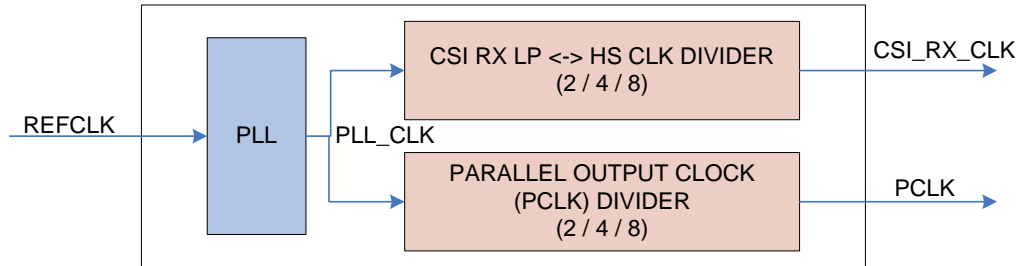 CSI RX LP <-> HS CLK DIVIDER
(2 / 4 / 8)
CSI_RX_CLK
REFCLK
PLL
PLL_CLK
PARALLEL OUTPUT CLOCK
(PCLK) DIVIDER
(2 / 4 / 8)
PCLK